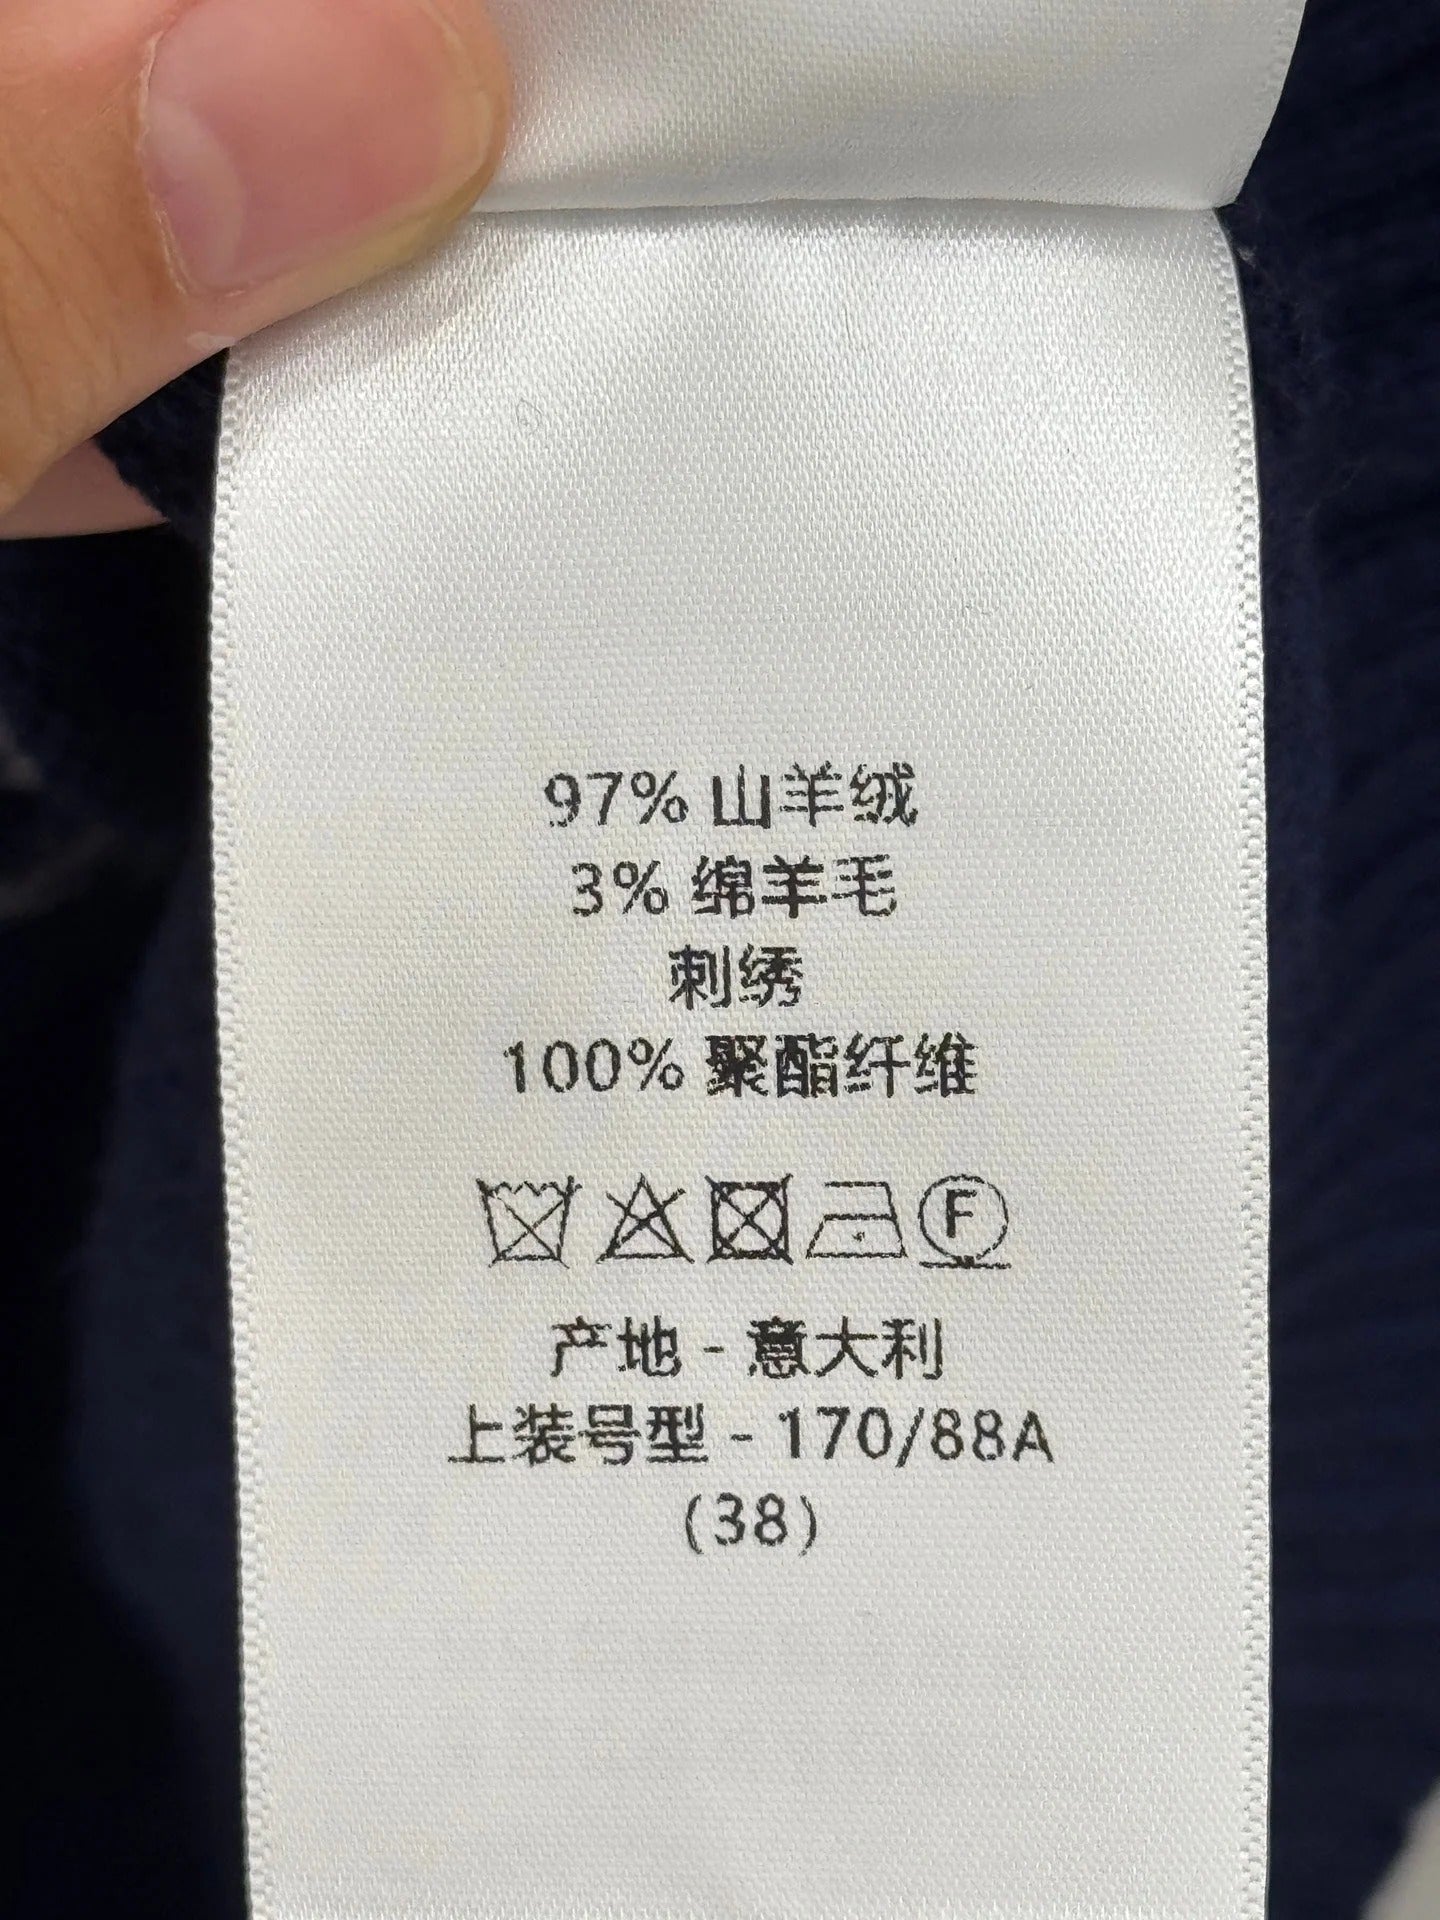 97% 山羊绒
3% 绵羊毛
刺绣
100% 聚酯纤维
F
产地 - 意大利
上装号型 - 170/88A
(38)